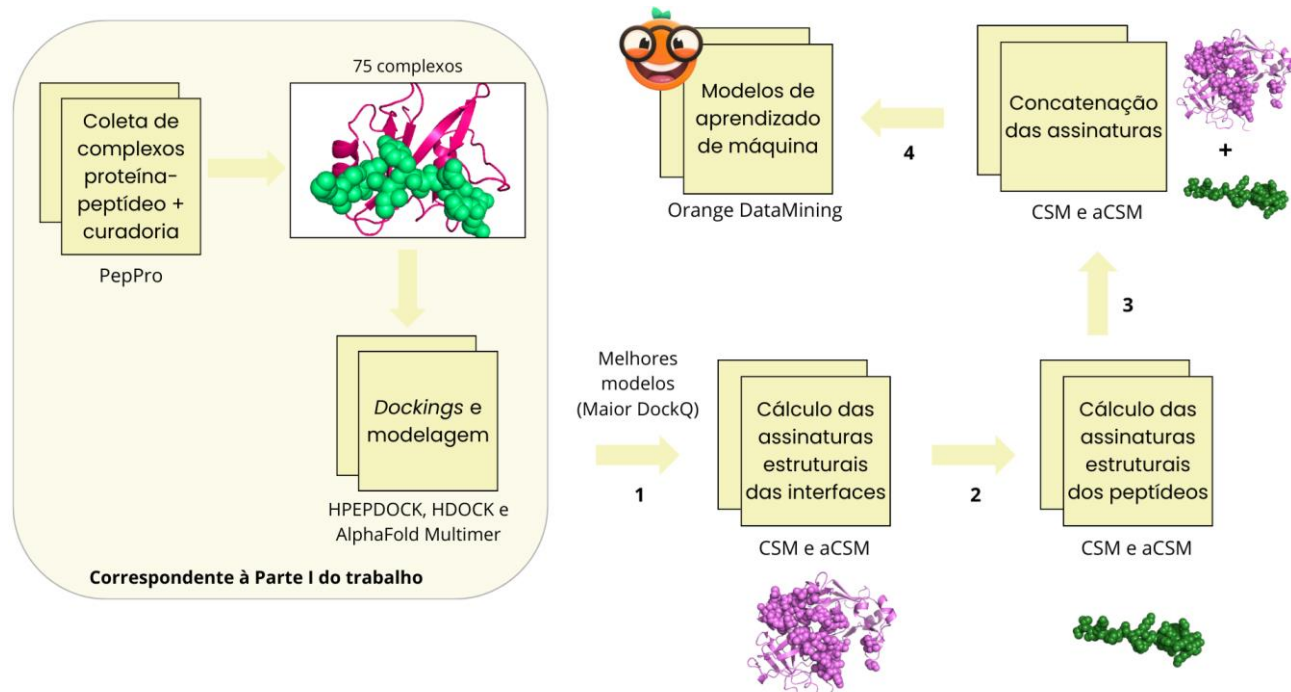 75 complexos
Coleta de
complexos
proteína-
peptídeo +
curadoria
PepPro
Dockings e
modelagem
HPEPDOCK, HDOCK e
AlphaFold Multimer
Correspondente à Parte I do trabalho
Melhores
modelos
(Maior DockQ)
1
Cálculo das
assinaturas
estruturais
das interfaces
CSM e aCSM
2
Cálculo das
assinaturas
estruturais
dos peptídeos
CSM e aCSM
3
Concatenação
das assinaturas
CSM e aCSM
+
4
Modelos de
aprendizado
de máquina
Orange DataMining